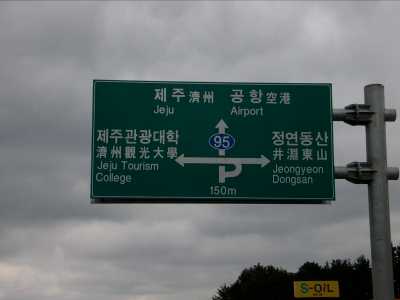 제주 濟州 공항 空港
Jeju Airport
제주관광대학
濟州觀光大學
Jeju Tourism
College
95
정연동산
井淵東山
Jeongyeon
Dongsan
150m
S-OIL